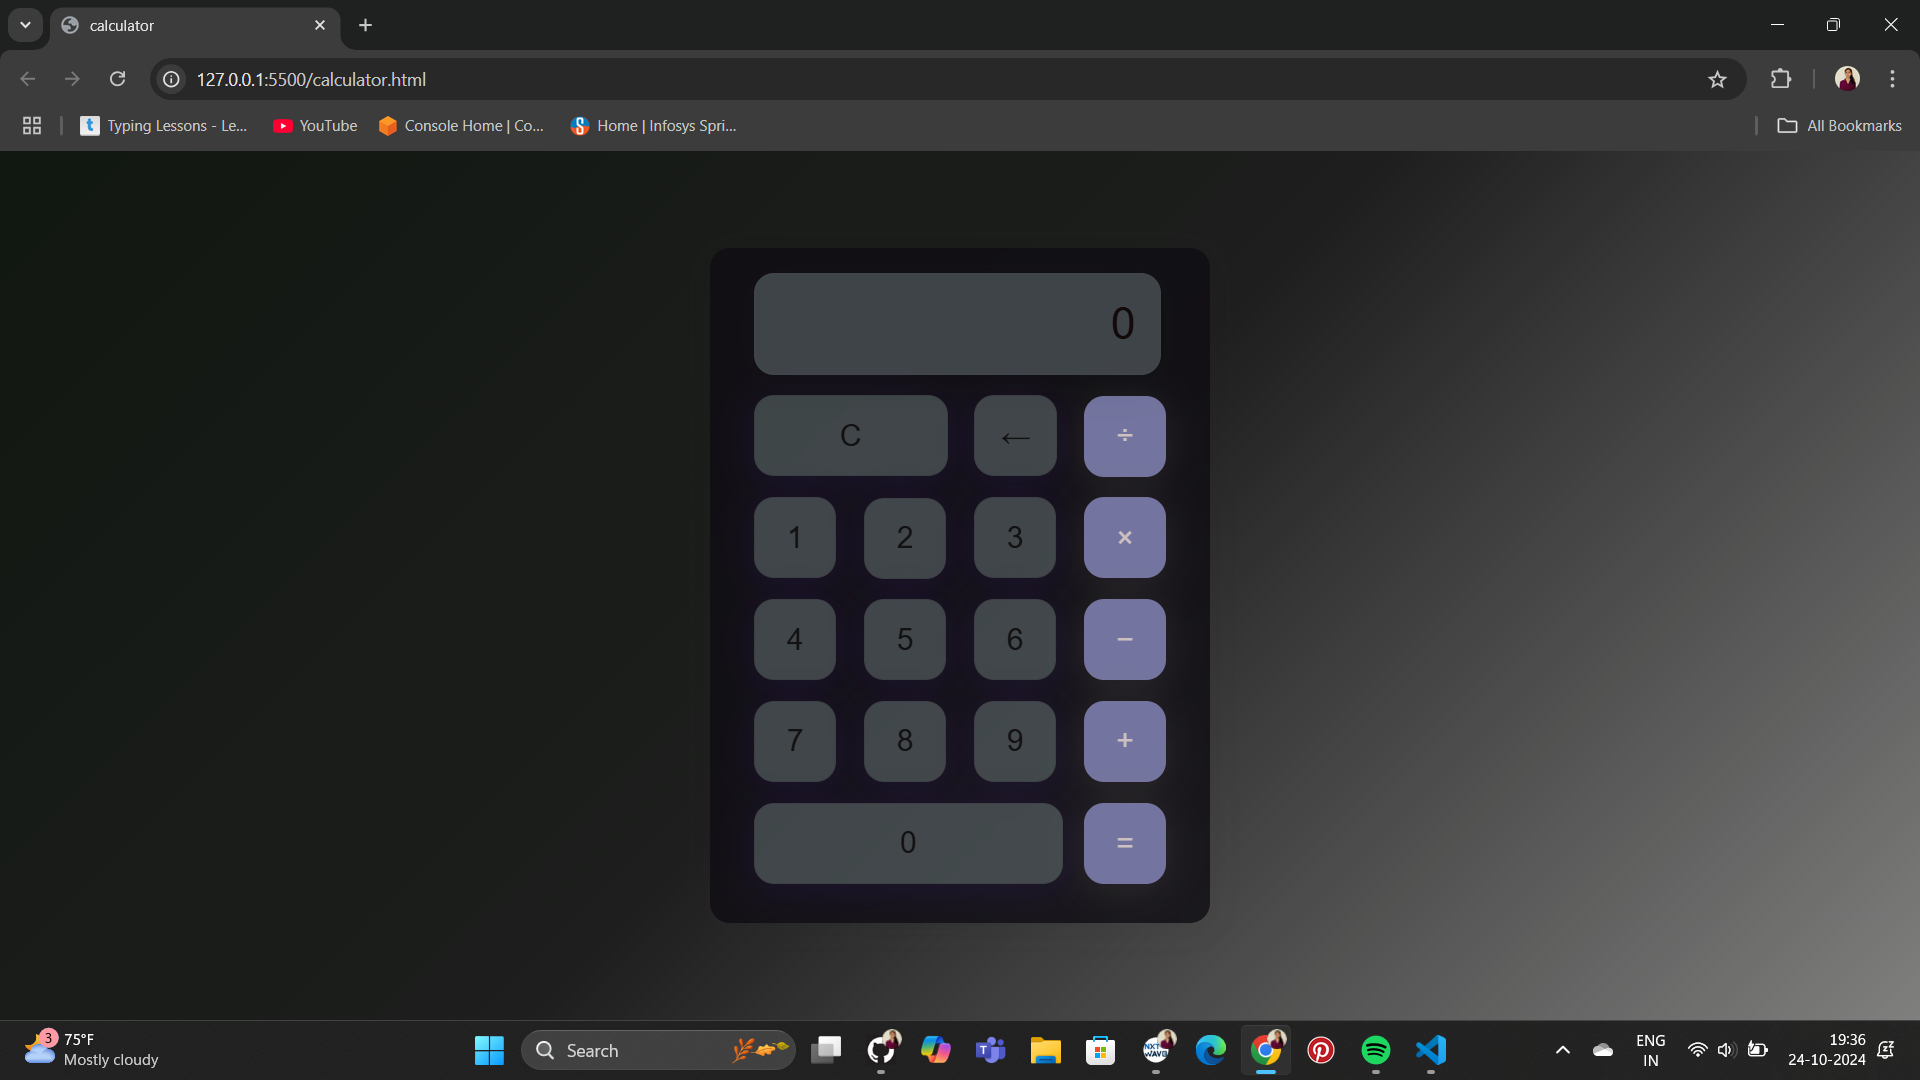 calculator
127.0.0.1:5500/calculator.html
t Typing Lessons - Le... YouTube Console Home | Co... Home | Infosys Spri... All Bookmarks
0
C ← ÷
1 2 3 ×
4 5 6 −
7 8 9 +
0 =
3 75°F
Mostly cloudy
Search
NXT
WAVE
ENG
IN
19:36
24-10-2024